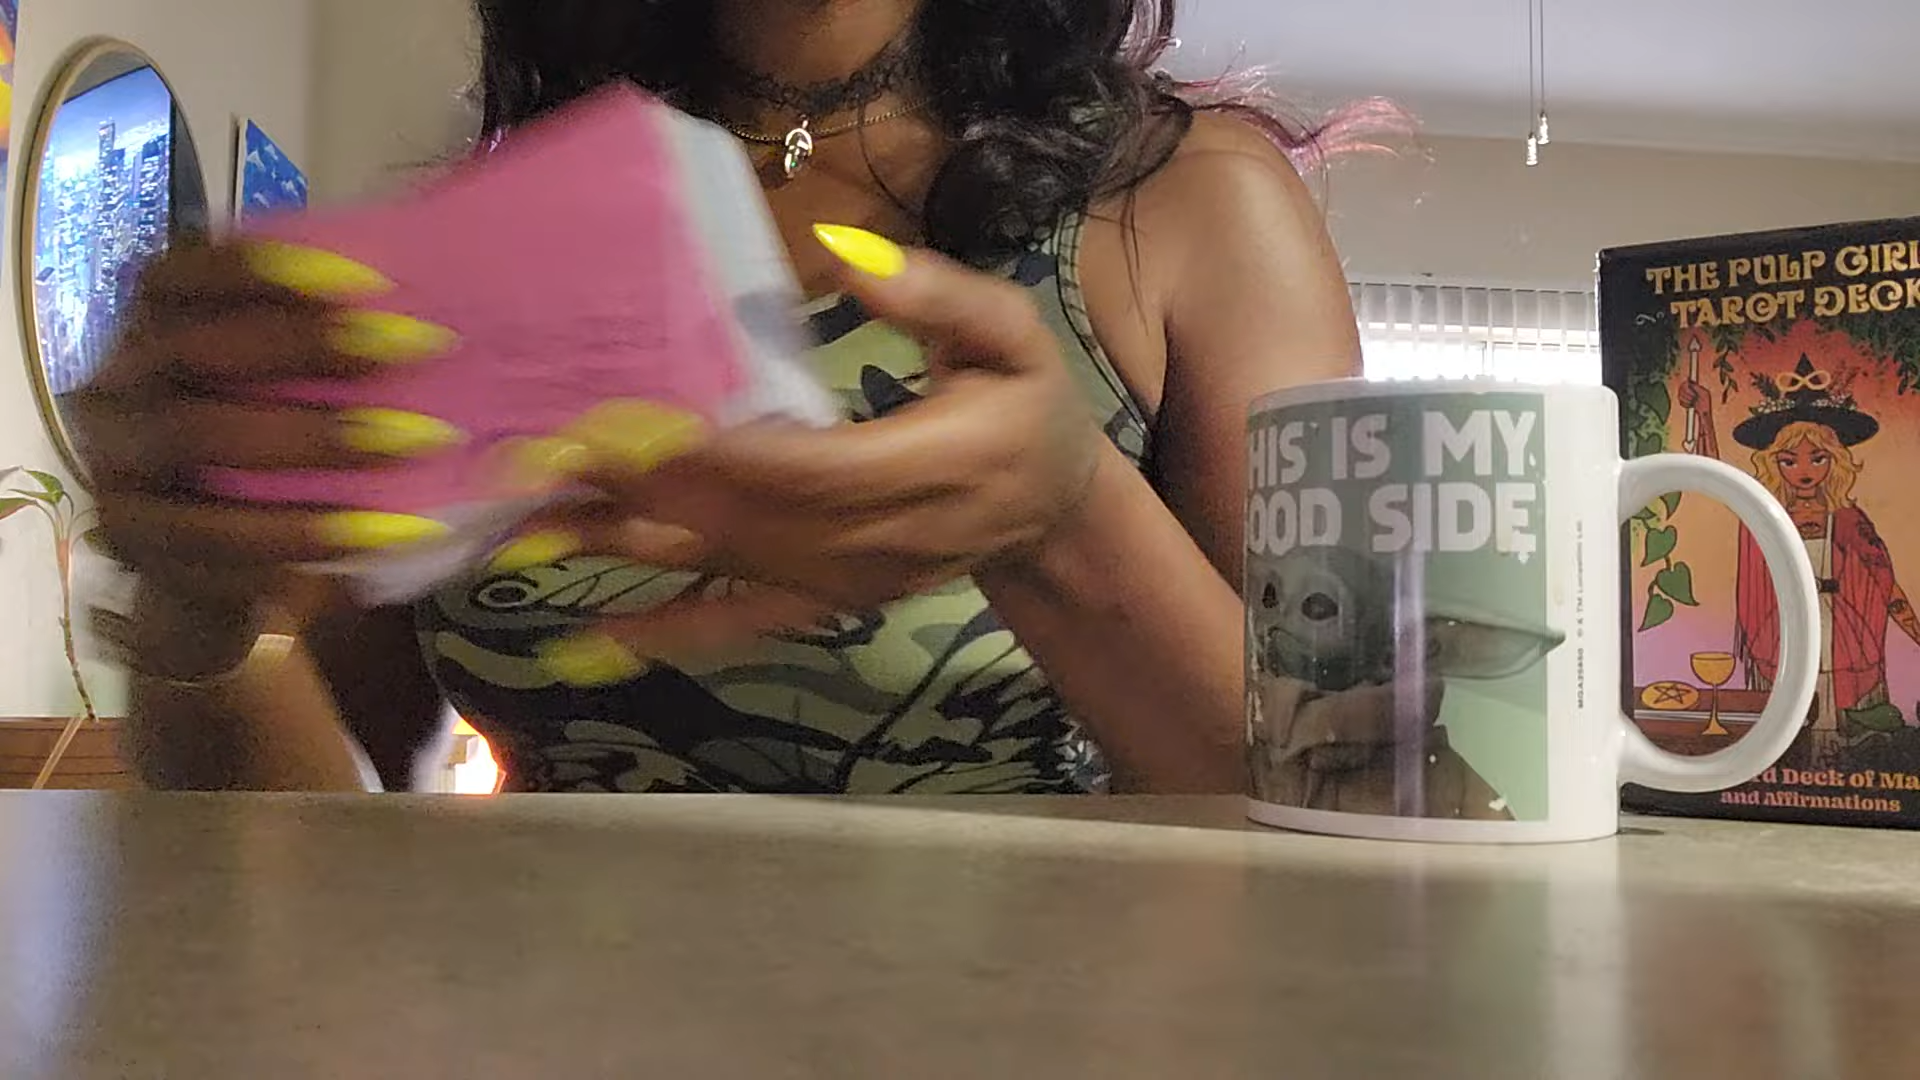 HIS IS MY
OOD SIDE
THE PULP GIRL
TAROT DECK
d Deck of Ma
and Affirmations